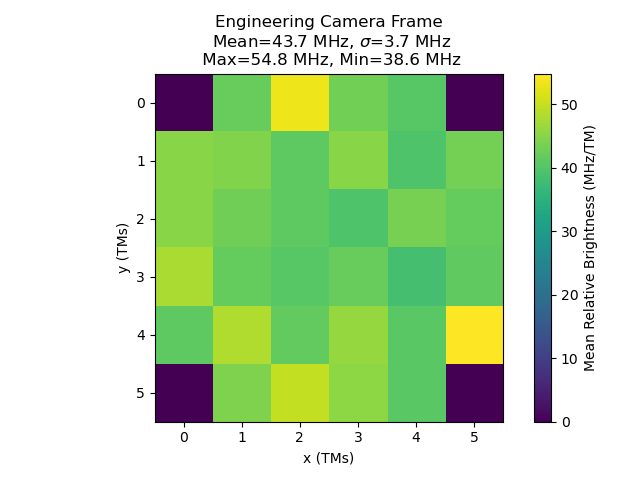 Engineering Camera Frame
Mean=43.7 MHz, σ=3.7 MHz
Max=54.8 MHz, Min=38.6 MHz
0
1
2
3
4
5
y (TMs)
0 1 2 3 4 5
x (TMs)
50
40
30
20
10
0
Mean Relative Brightness (MHz/TM)